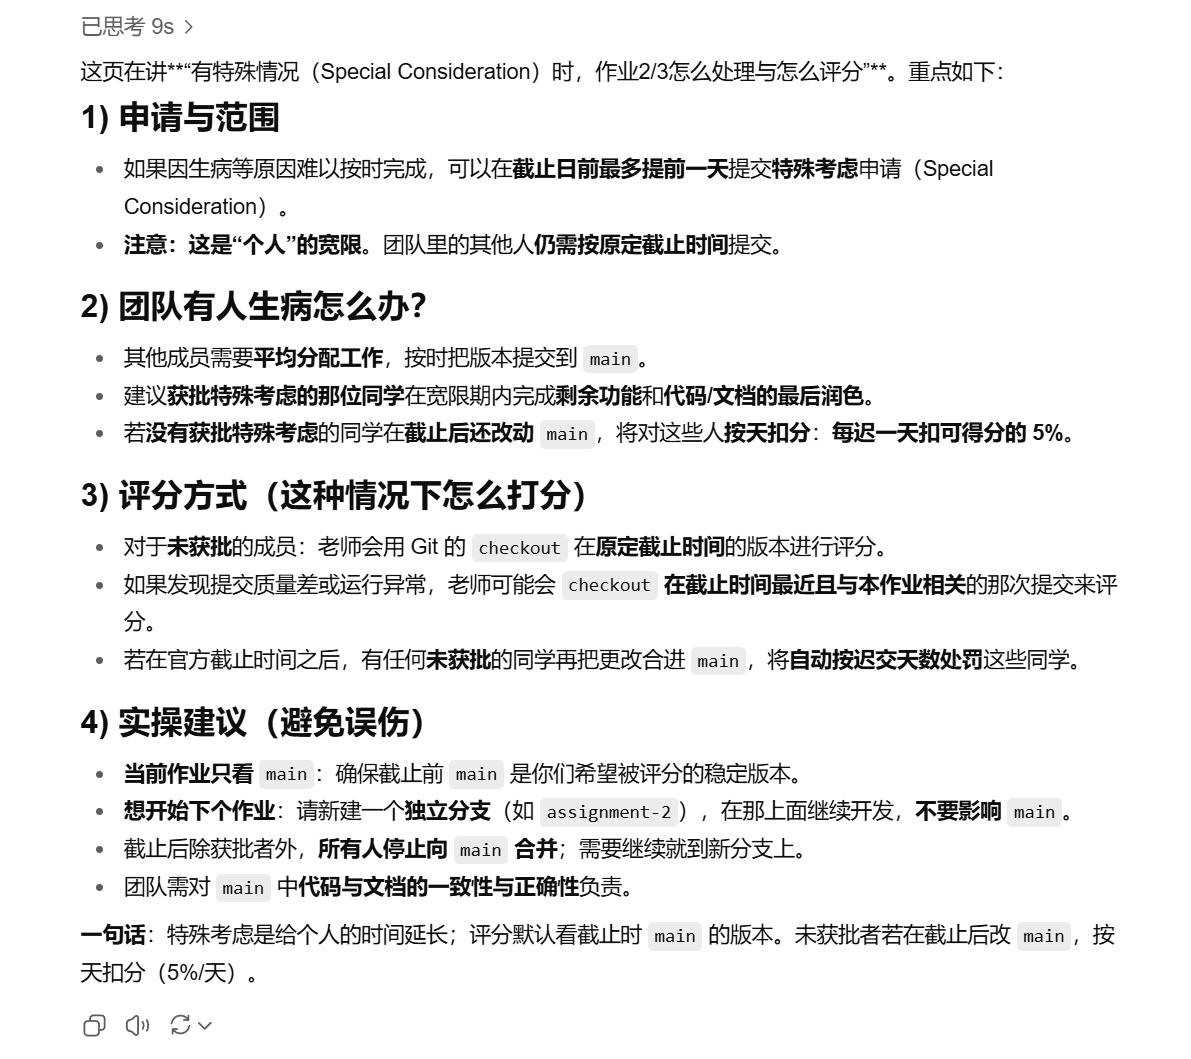 已思考 9s
这页在讲**“有特殊情况（Special Consideration）时，作业2/3怎么处理与怎么评分”**。重点如下：
1) 申请与范围
如果因生病等原因难以按时完成，可以在截止日前最多提前一天提交特殊考虑申请（Special
Consideration）。
注意：这是“个人”的宽限。团队里的其他人仍需按原定截止时间提交。
2) 团队有人生病怎么办？
其他成员需要平均分配工作，按时把版本提交到 main 。
建议获批特殊考虑的那位同学在宽限期内完成剩余功能和代码/文档的最后润色。
若没有获批特殊考虑的同学在截止后还改动 main ，将对这些人按天扣分：每迟一天扣可得分的 5%。
3) 评分方式（这种情况下怎么打分）
对于未获批的成员：老师会用 Git 的 checkout 在原定截止时间的版本进行评分。
如果发现提交质量差或运行异常，老师可能会 checkout 在截止时间最近且与本作业相关的那次提交来评
分。
若在官方截止时间之后，有任何未获批的同学再把更改合进 main ，将自动按迟交天数处罚这些同学。
4) 实操建议（避免误伤）
当前作业只看 main ：确保截止前 main 是你们希望被评分的稳定版本。
想开始下个作业：请新建一个独立分支（如 assignment-2 ），在那上面继续开发，不要影响 main 。
截止后除获批者外，所有人停止向 main 合并；需要继续就到新分支上。
团队需对 main 中代码与文档的一致性与正确性负责。
一句话：特殊考虑是给个人的时间延长；评分默认看截止时 main 的版本。未获批者若在截止后改 main ，按
天扣分（5%/天）。